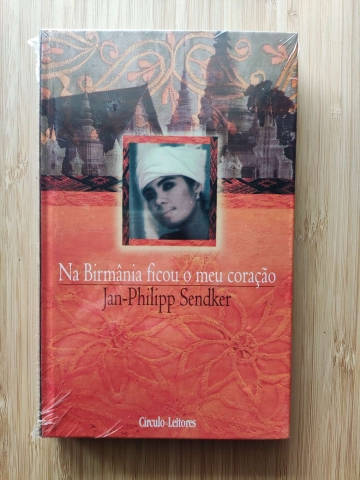 Na Birmânia ficou o meu coração
Jan-Philipp Sendker
Círculo Leitores